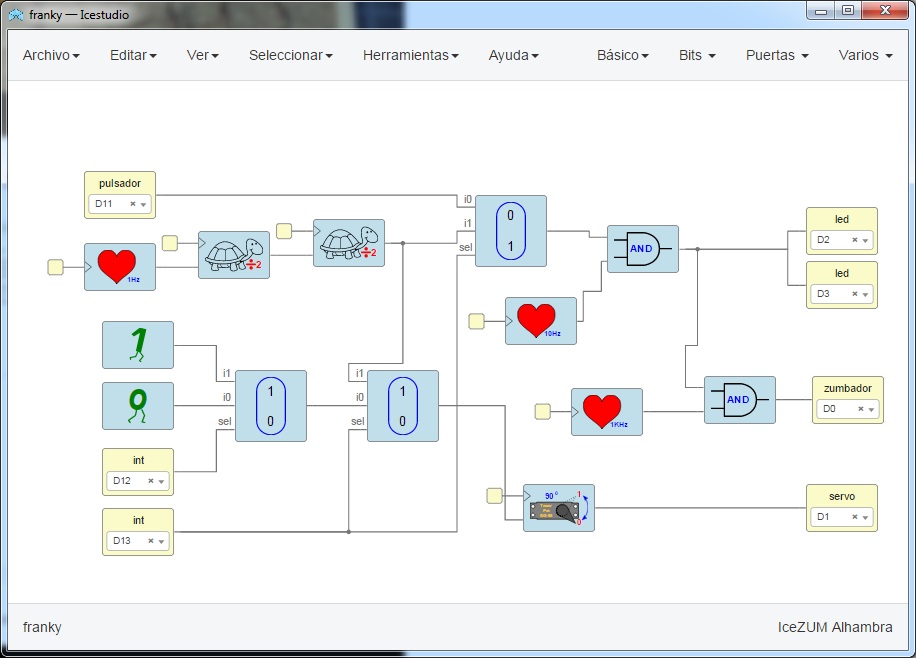 franky — Icestudio
Archivo Editar Ver Seleccionar Herramientas Ayuda Básico Bits Puertas Varios
pulsador
D11
1Hz
÷2
÷2
i0
i1
sel
0
1
AND
led
D2
led
D3
10Hz
1
0
i1
i0
sel
1
0
i1
i0
sel
1
0
int
D12
int
D13
1KHz
AND
zumbador
D0
90°
1
0
servo
D1
franky
IceZUM Alhambra